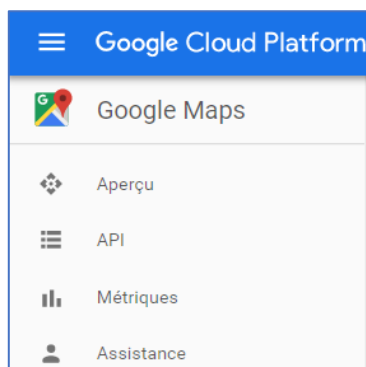 Google Cloud Platform
G
Google Maps
Aperçu
API
Métriques
Assistance